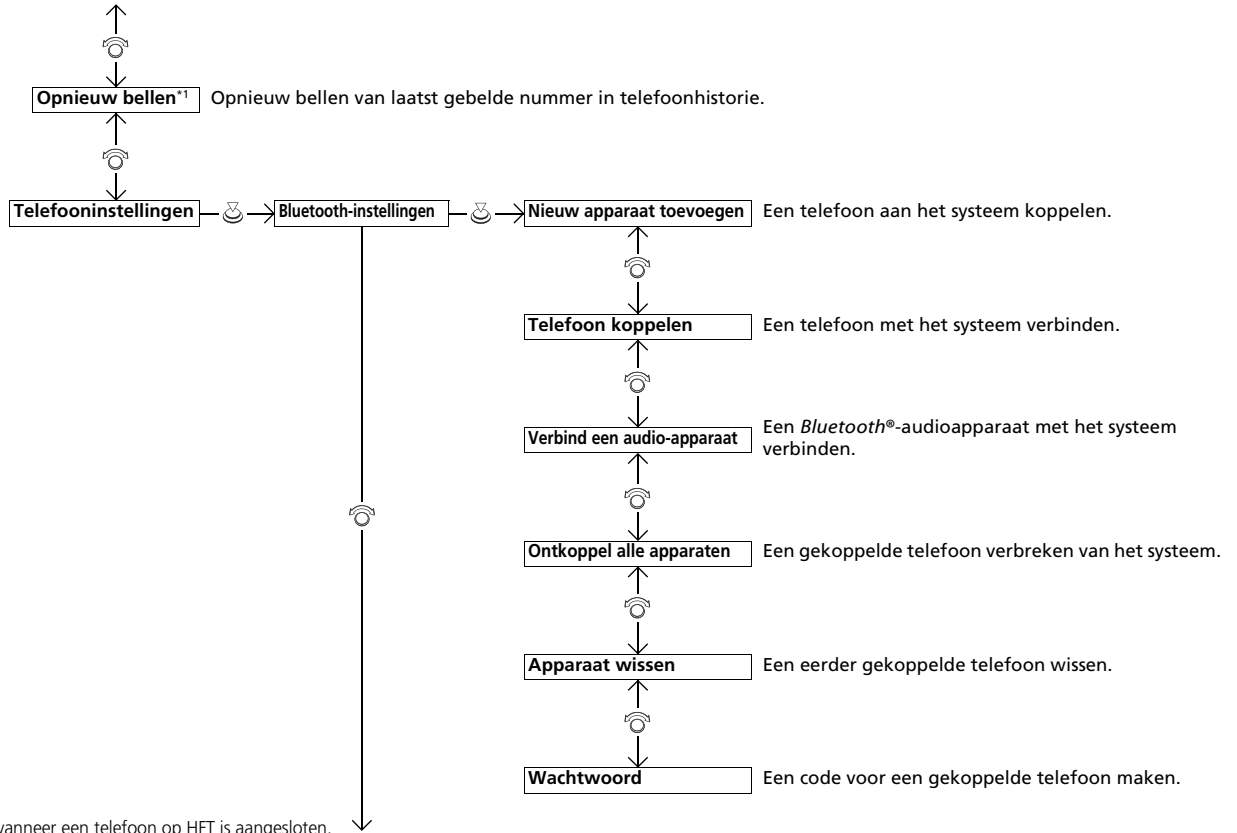 Opnieuw bellen*1 Opnieuw bellen van laatst gebelde nummer in telefoonhistorie.
Telefooninstellingen Bluetooth-instellingen Nieuw apparaat toevoegen Een telefoon aan het systeem koppelen.
Telefoon koppelen Een telefoon met het systeem verbinden.
Verbind een audio-apparaat Een Bluetooth®-audioapparaat met het systeem
verbinden.
Ontkoppel alle apparaten Een gekoppelde telefoon verbreken van het systeem.
Apparaat wissen Een eerder gekoppelde telefoon wissen.
Wachtwoord Een code voor een gekoppelde telefoon maken.
wanneer een telefoon op HFT is aangesloten.